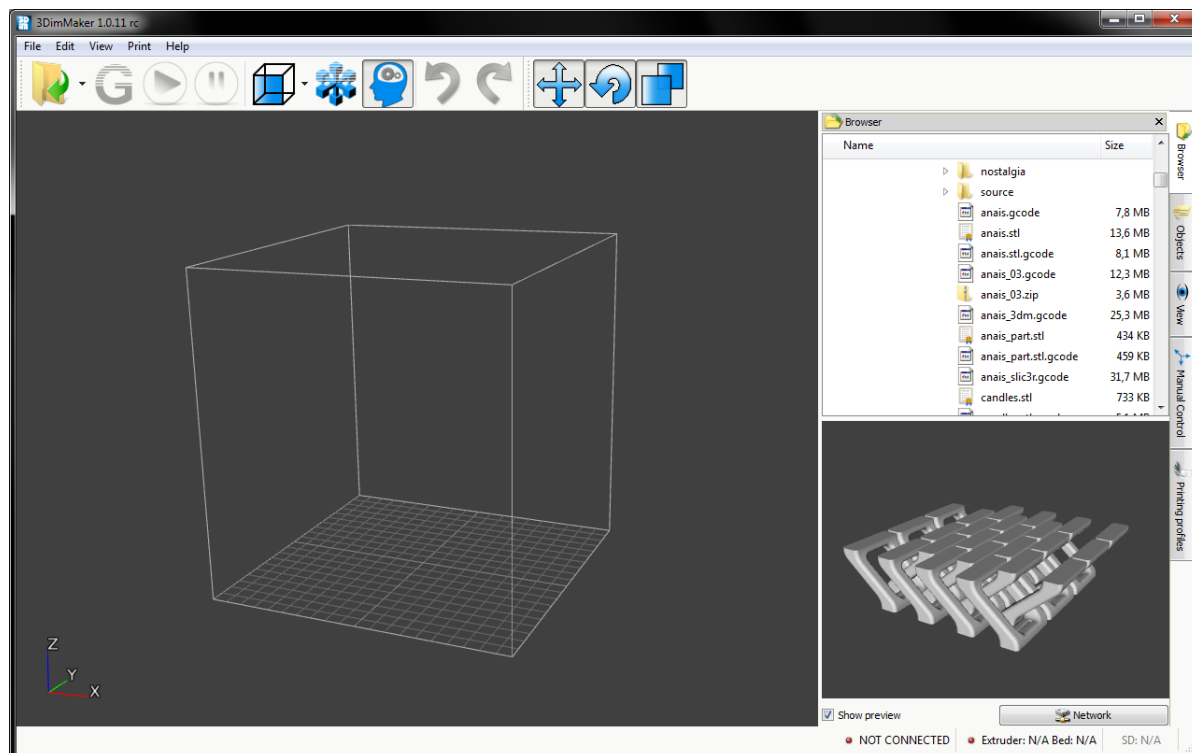 3DimMaker 1.0.11 rc
File Edit View Print Help
G
Browser
Name Size
nostalgia
source
anais.gcode 7,8 MB
anais.stl 13,6 MB
anais.stl.gcode 8,1 MB
anais_03.gcode 12,3 MB
anais_03.zip 3,6 MB
anais_3dm.gcode 25,3 MB
anais_part.stl 434 KB
anais_part.stl.gcode 459 KB
anais_slic3r.gcode 31,7 MB
candles.stl 733 KB
Browser
Objects
View
Manual Control
Printing profiles
Z
Y
X
Show preview
Network
NOT CONNECTED Extruder: N/A Bed: N/A SD: N/A